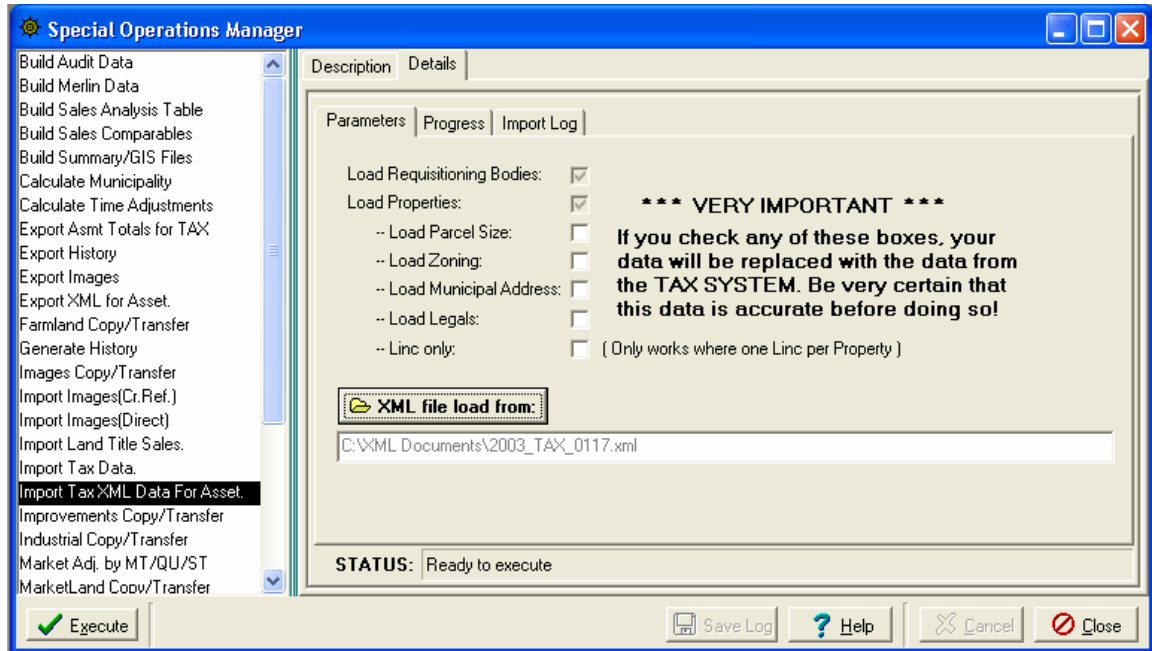 Special Operations Manager
Build Audit Data
Build Merlin Data
Build Sales Analysis Table
Build Sales Comparables
Build Summary/GIS Files
Calculate Municipality
Calculate Time Adjustments
Export Asmt Totals for TAX
Export History
Export Images
Export XML for Asset.
Farmland Copy/Transfer
Generate History
Images Copy/Transfer
Import Images(Cr.Ref.)
Import Images(Direct)
Import Land Title Sales.
Import Tax Data.
Import Tax XML Data For Asset.
Improvements Copy/Transfer
Industrial Copy/Transfer
Market Adj. by MT/QU/ST
MarketLand Copy/Transfer
Description Details
Parameters Progress Import Log
Load Requisitioning Bodies:
Load Properties:
-- Load Parcel Size:
-- Load Zoning:
-- Load Municipal Address:
-- Load Legals:
-- Linc only: ( Only works where one Linc per Property )
*** VERY IMPORTANT ***
If you check any of these boxes, your
data will be replaced with the data from
the TAX SYSTEM. Be very certain that
this data is accurate before doing so!
XML file load from:
C:\XML Documents\2003_TAX_0117.xml
STATUS: Ready to execute
Execute Save Log Help Cancel Close